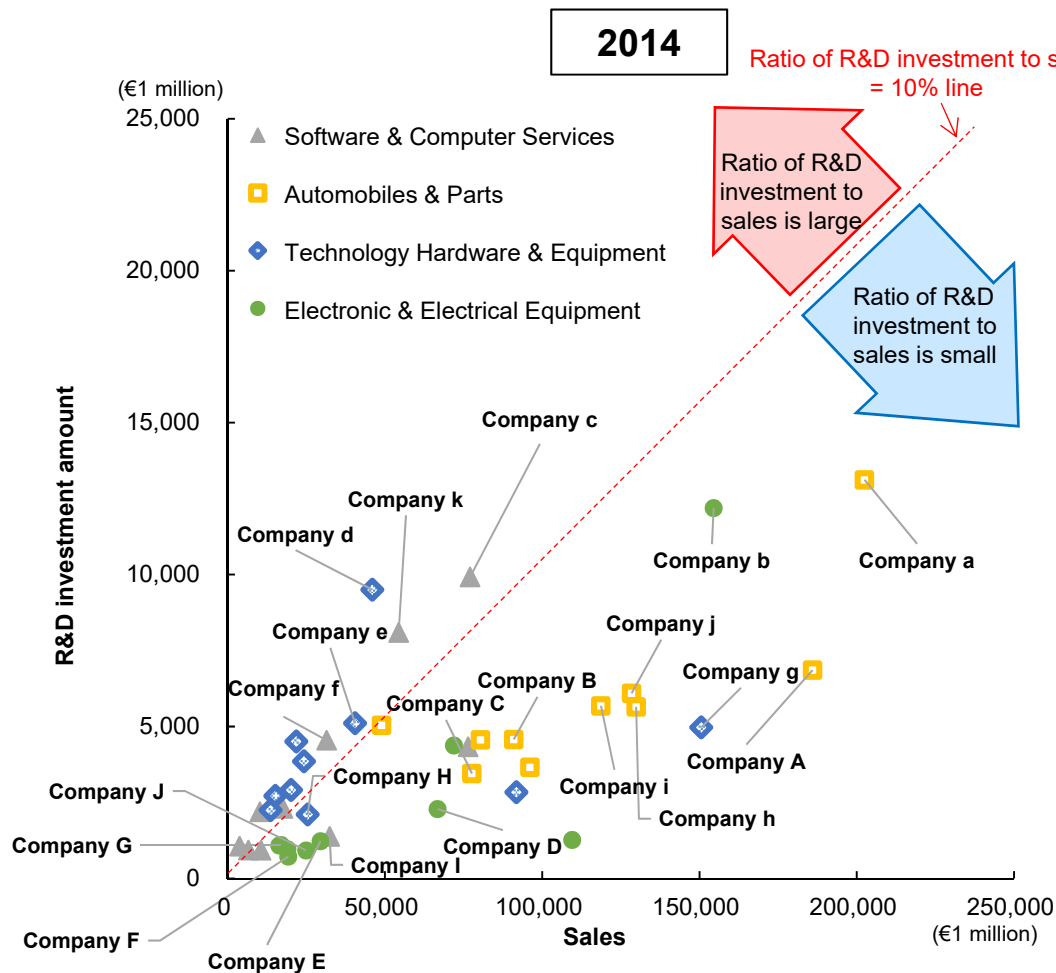 2014
Ratio of R&D investment to s
= 10% line
(€1 million)
25,000
20,000
15,000
10,000
5,000
0
R&D investment amount
Software & Computer Services
Automobiles & Parts
Technology Hardware & Equipment
Electronic & Electrical Equipment
Ratio of R&D
investment to
sales is large
Ratio of R&D
investment to
sales is small
Company c
Company k
Company d
Company b
Company a
Company e
Company j
Company f
Company B
Company g
Company C
Company A
Company H
Company i
Company J
Company h
Company G
Company D
Company I
Company F
Company E
0
50,000
100,000
150,000
200,000
250,000
Sales
(€1 million)